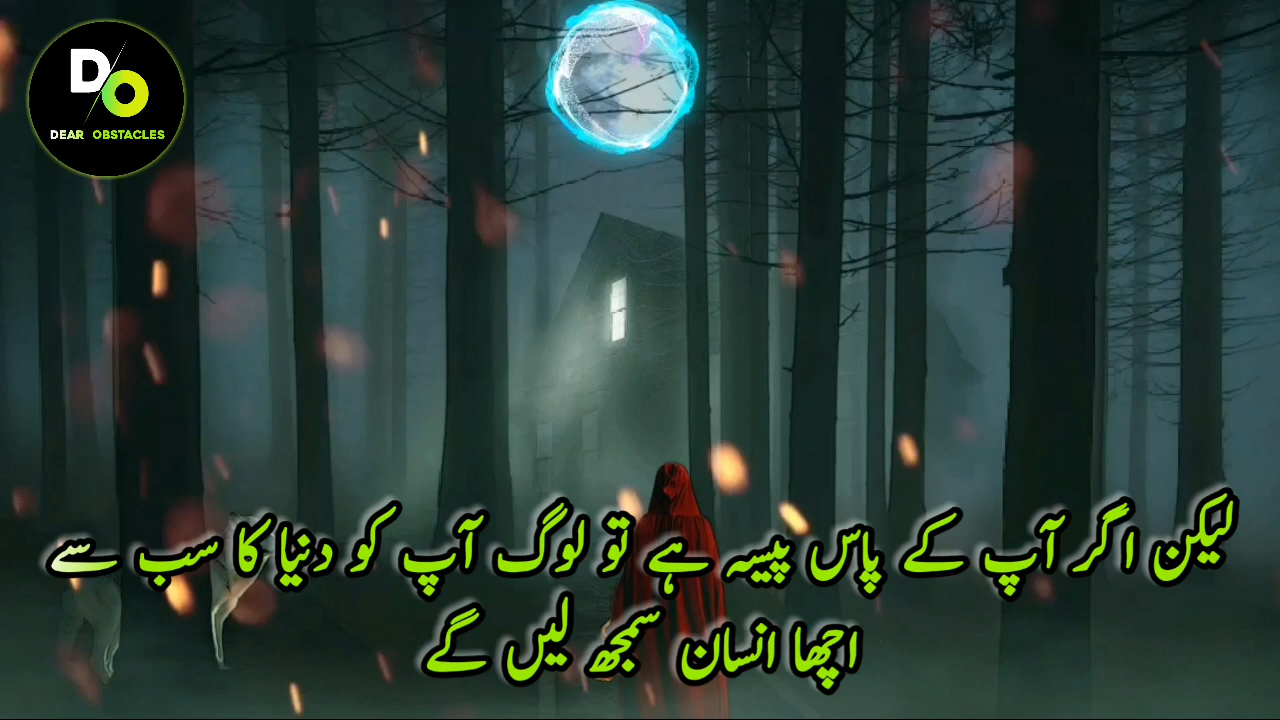 DO
DEAR OBSTACLES
لیکن اگر آپ کے پاس پیسہ ہے تو لوگ آپ کو دنیا کا سب سے
اچھا انسان سمجھ لیں گے